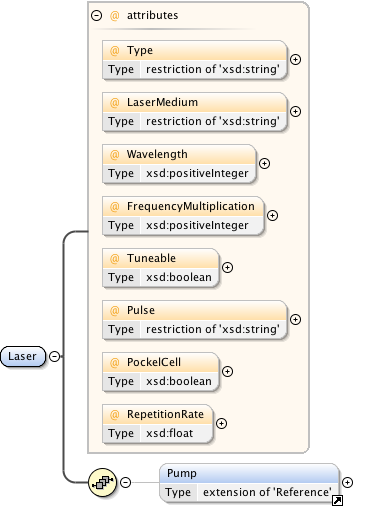 @ attributes
@ Type
Type restriction of 'xsd:string'
@ LaserMedium
Type restriction of 'xsd:string'
@ Wavelength
Type xsd:positiveInteger
@ FrequencyMultiplication
Type xsd:positiveInteger
@ Tuneable
Type xsd:boolean
@ Pulse
Type restriction of 'xsd:string'
@ PockelCell
Type xsd:boolean
@ RepetitionRate
Type xsd:float
Laser
Pump
Type extension of 'Reference'